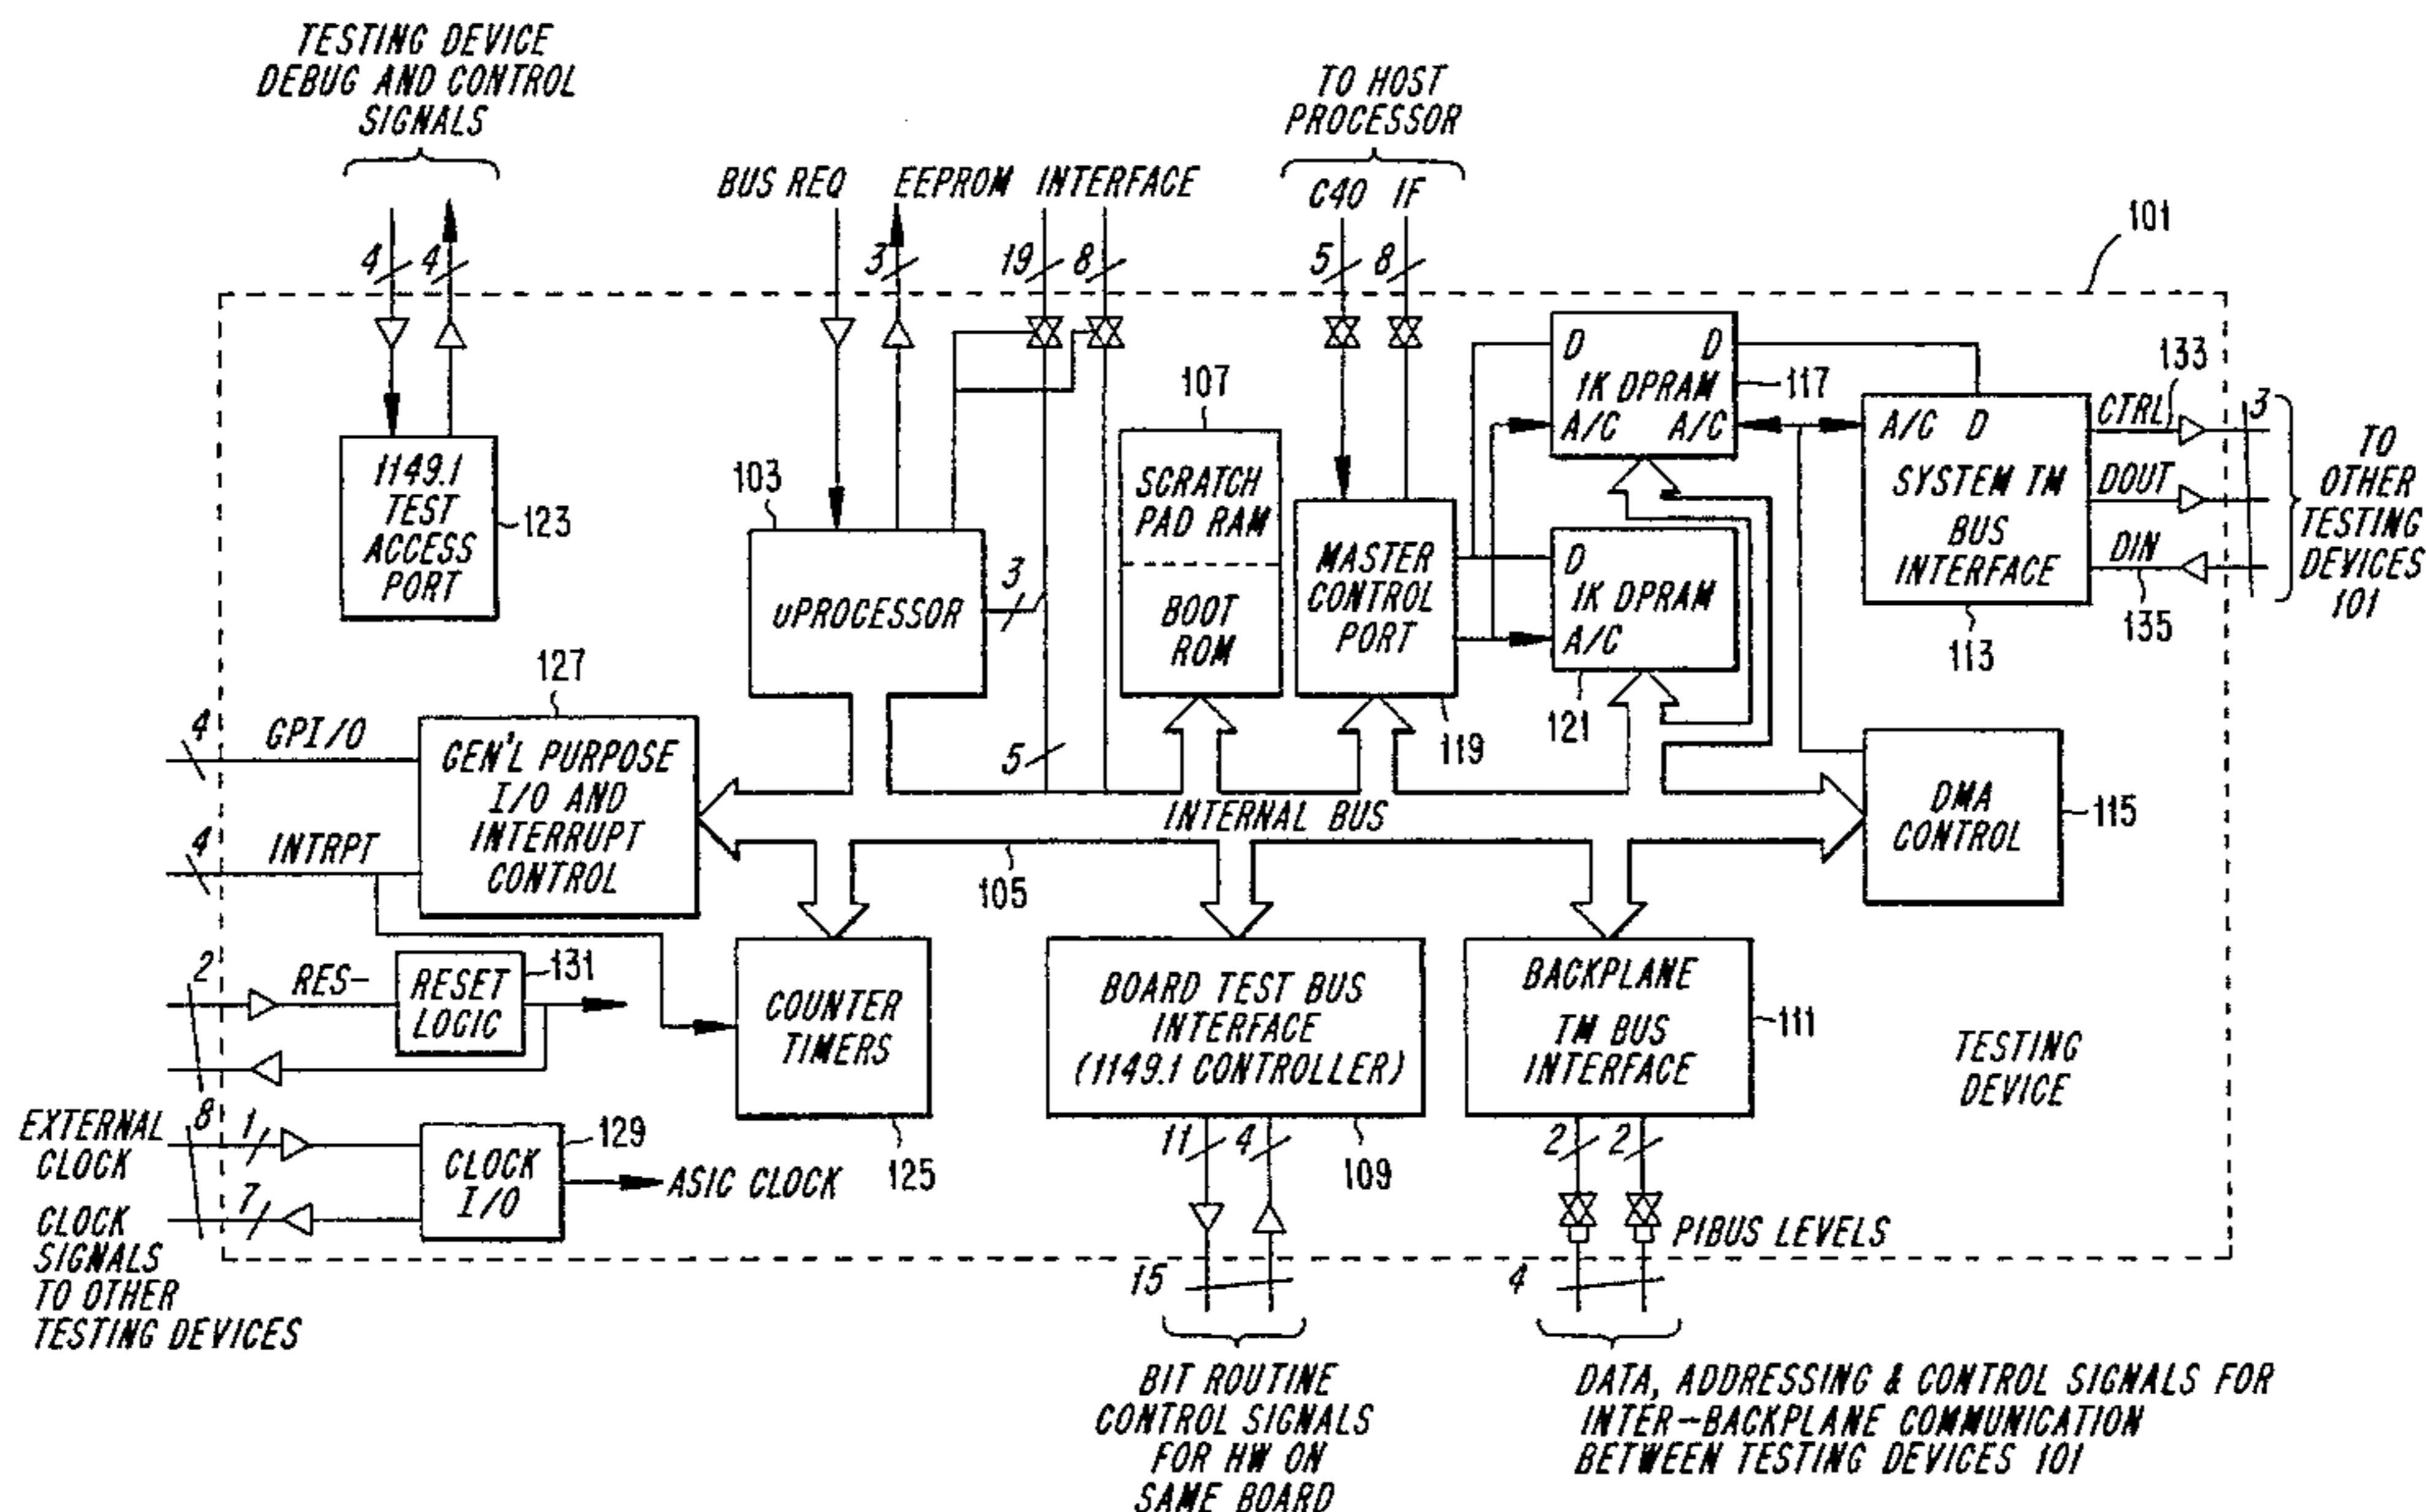 TESTING DEVICE
DEBUG AND CONTROL
SIGNALS
TO HOST
PROCESSOR
BUS REQ
EEPROM INTERFACE
C40 IF
101
4
4
3
19
8
5
8
107
103
1149.1
TEST
ACCESS
PORT
123
uPROCESSOR
3
SCRATCH
PAD RAM
BOOT
ROM
MASTER
CONTROL
PORT
119
D D
1K DPRAM
A/C A/C
117
D
1K DPRAM
A/C
121
A/C D
SYSTEM TM
BUS
INTERFACE
113
CTRL
133
DOUT
DIN
135
3
TO
OTHER
TESTING
DEVICES
101
127
4
GPI/O
4
INTRPT
GEN'L PURPOSE
I/O AND
INTERRUPT
CONTROL
5
INTERNAL BUS
105
DMA
CONTROL
115
2
RES-
RESET
LOGIC
131
COUNTER
TIMERS
125
BOARD TEST BUS
INTERFACE
(1149.1 CONTROLLER)
109
BACKPLANE
TM BUS
INTERFACE
111
TESTING
DEVICE
EXTERNAL
CLOCK
8
1
7
CLOCK
I/O
129
ASIC CLOCK
CLOCK
SIGNALS
TO OTHER
TESTING DEVICES
11
4
2
2
PIBUS LEVELS
15
4
BIT ROUTINE
CONTROL SIGNALS
FOR HW ON
SAME BOARD
DATA, ADDRESSING & CONTROL SIGNALS FOR
INTER-BACKPLANE COMMUNICATION
BETWEEN TESTING DEVICES 101